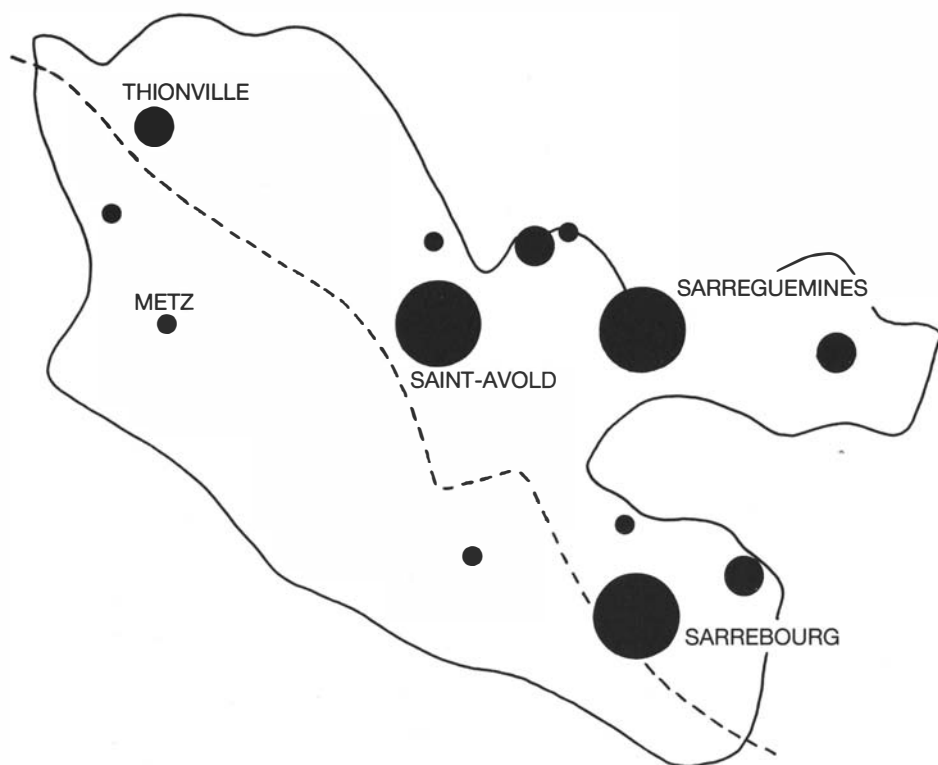 THIONVILLE
SARREGUEMINES
METZ
SAINT-AVOLD
SARREBOURG